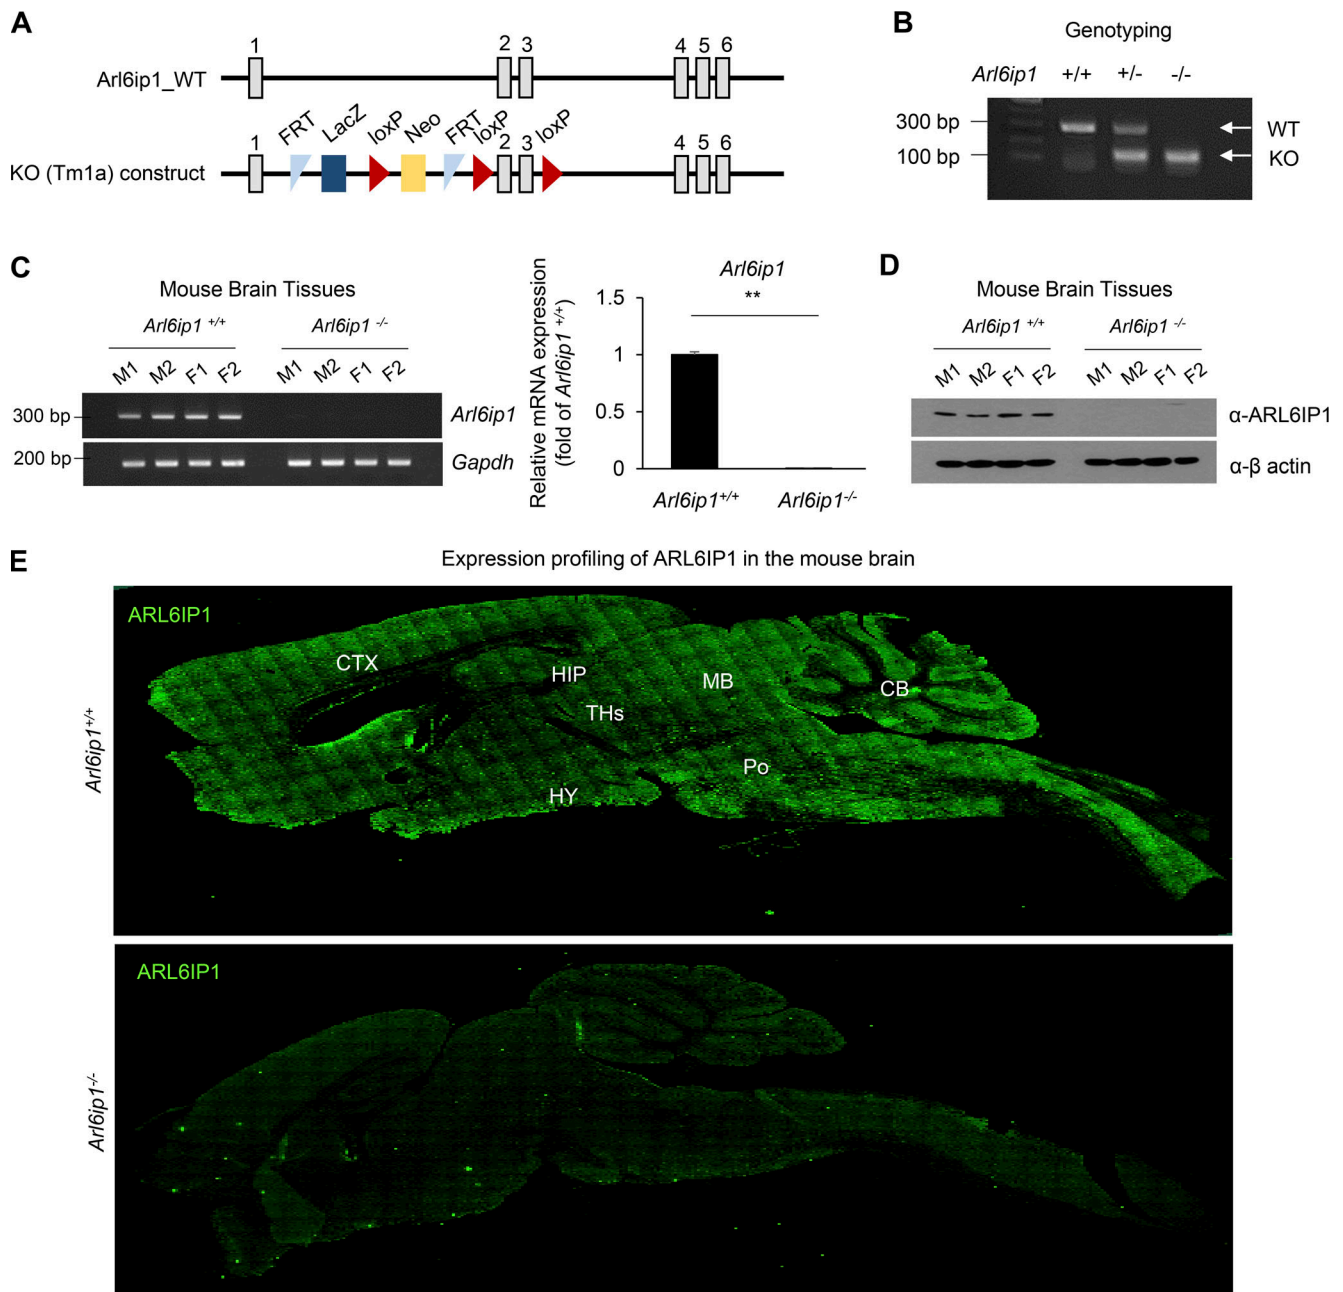 A
1 2 3 4 5 6
Arl6ip1_WT
FRT LacZ loxP Neo FRT loxP loxP
1 2 3 4 5 6
KO (Tm1a) construct
B
Genotyping
Arl6ip1 +/+ +/- -/-
300 bp
WT
100 bp
KO
C
Mouse Brain Tissues
Arl6ip1 +/+ Arl6ip1 -/-
M1 M2 F1 F2 M1 M2 F1 F2
300 bp
Arl6ip1
200 bp
Gapdh
Arl6ip1
**
Relative mRNA expression
(fold of Arl6ip1 +/+)
1.5
1
0.5
0
Arl6ip1+/+ Arl6ip1-/-
D
Mouse Brain Tissues
Arl6ip1 +/+ Arl6ip1 -/-
M1 M2 F1 F2 M1 M2 F1 F2
α-ARL6IP1
α-β actin
E
Expression profiling of ARL6IP1 in the mouse brain
Arl6ip1+/+
ARL6IP1
CTX
HIP
MB
CB
THs
Po
HY
Arl6ip1-/-
ARL6IP1